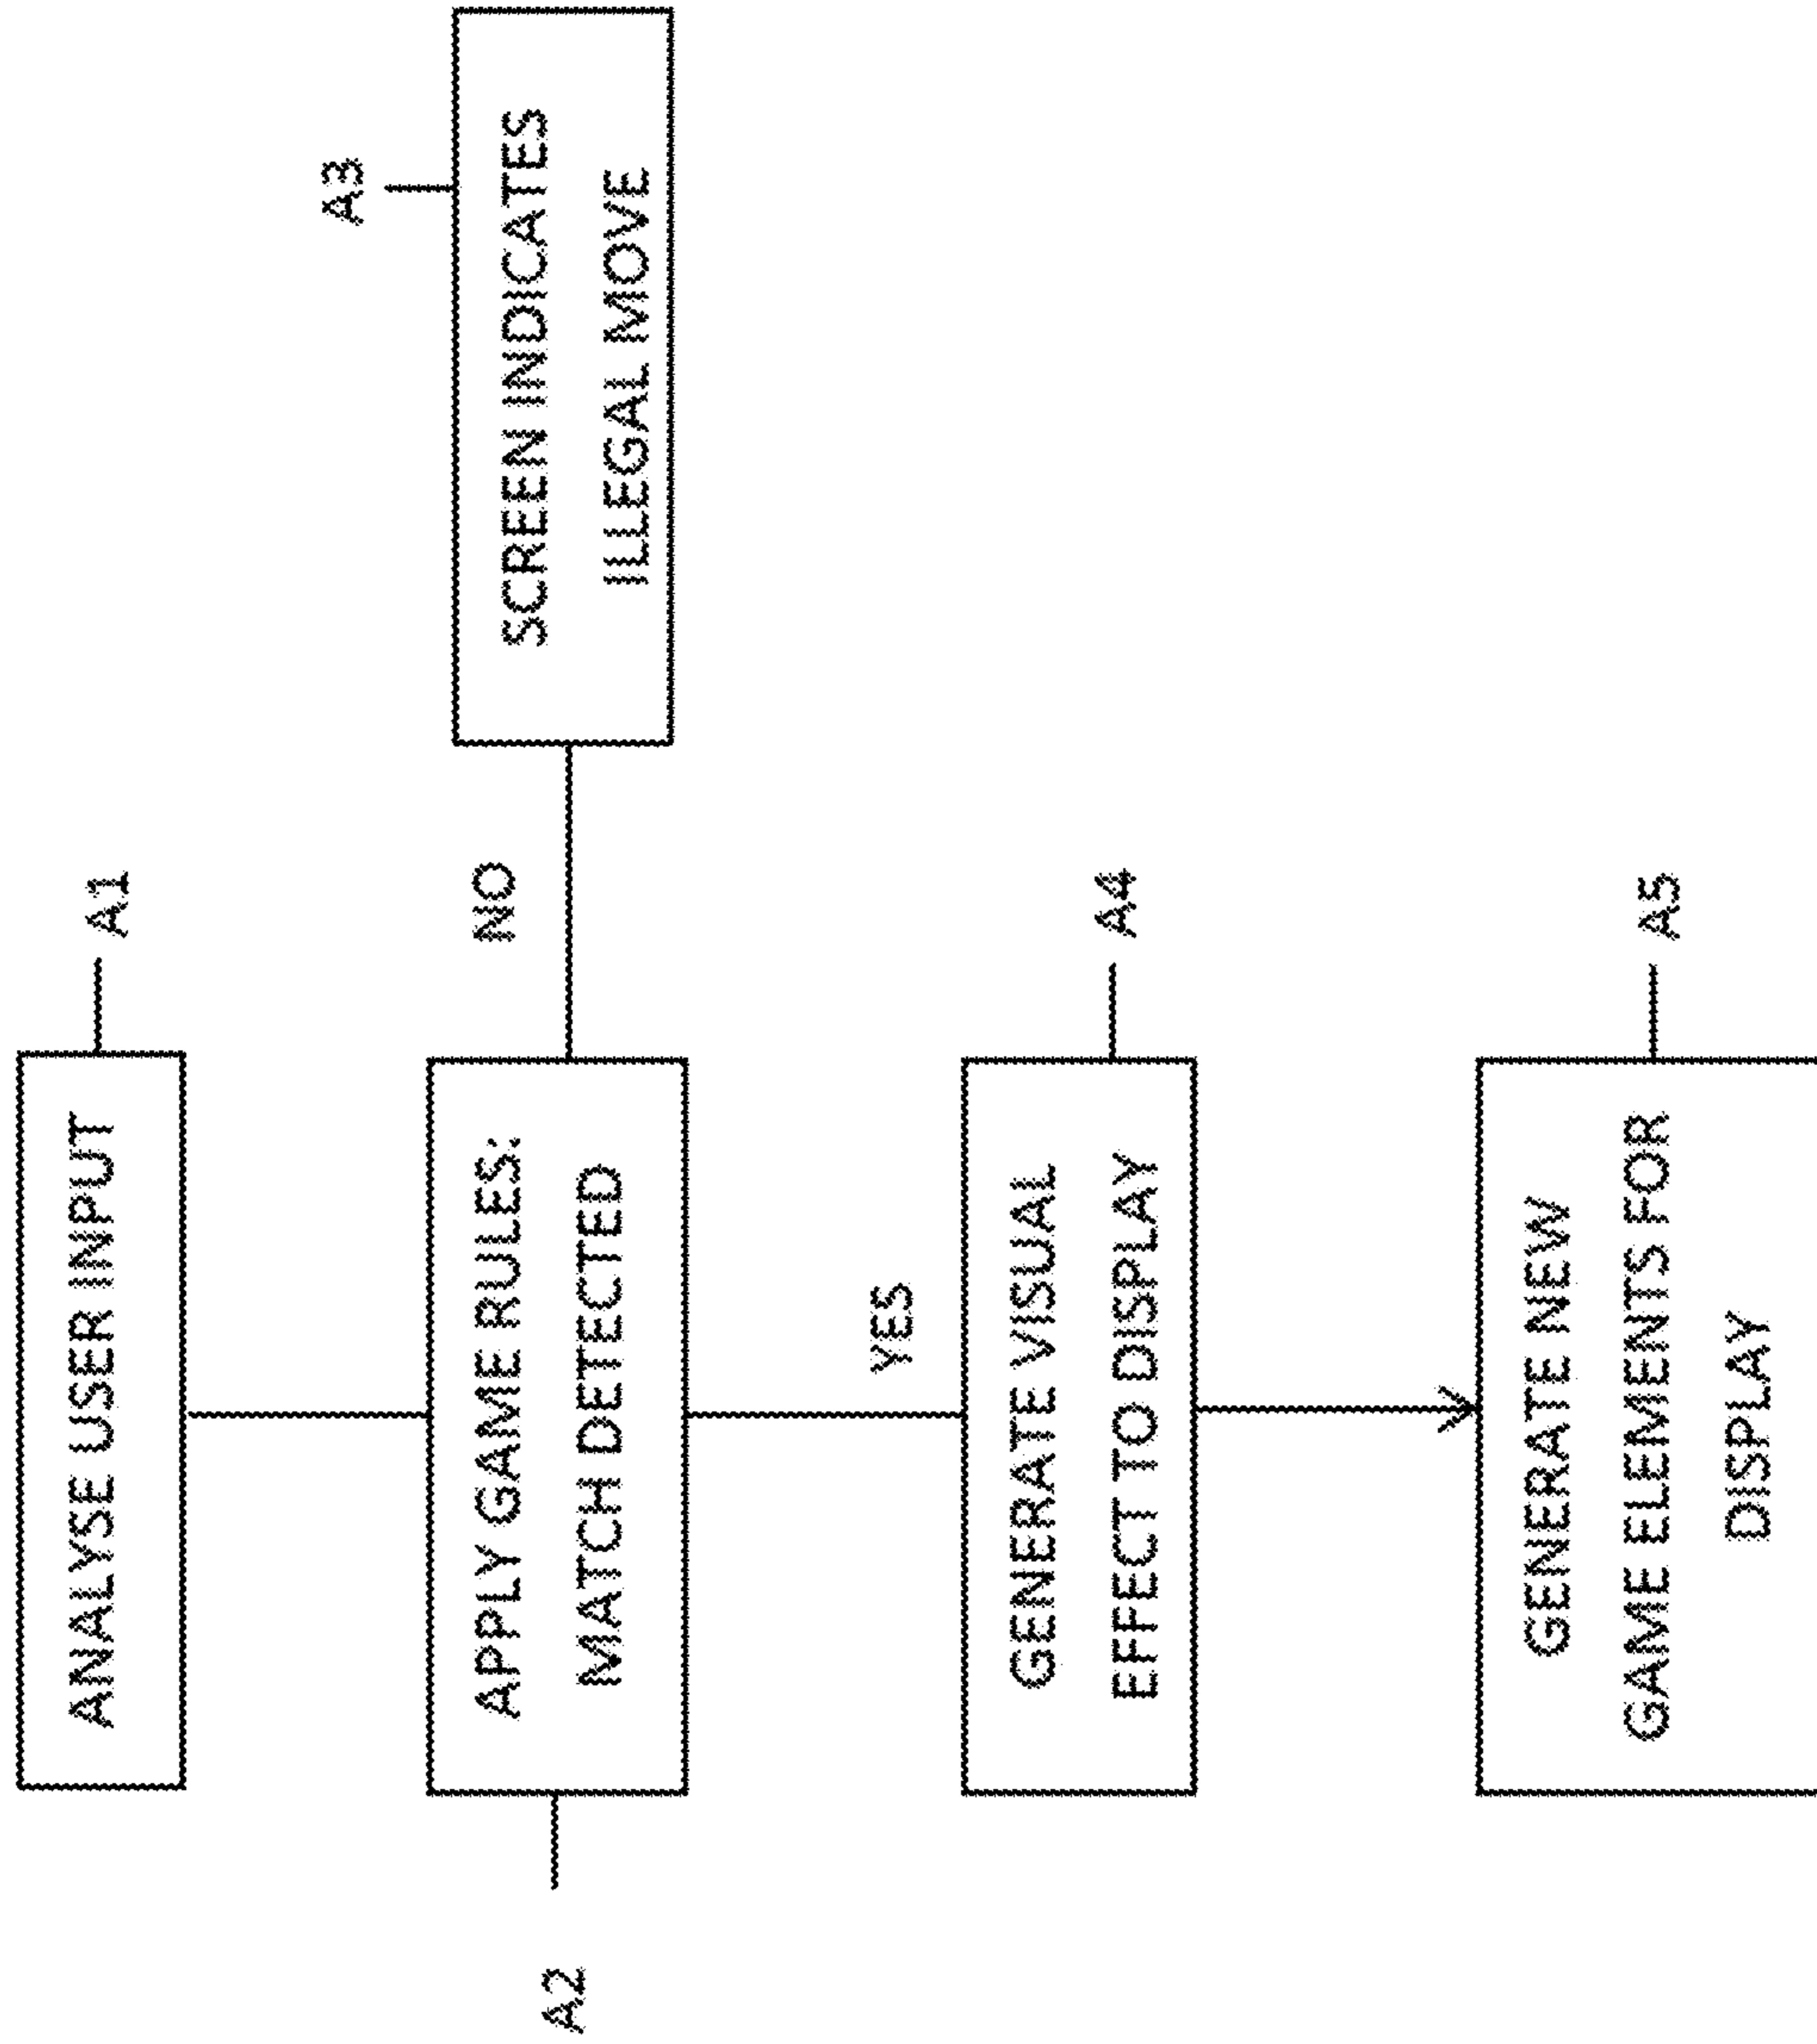 ANALYSE USER INPUT
A1
APPLY GAME RULES:
MATCH DETECTED
A2
NO
SCREEN INDICATES
ILLEGAL MOVE
A3
YES
GENERATE VISUAL
EFFECT TO DISPLAY
A4
GENERATE NEW
GAME ELEMENTS FOR
DISPLAY
A5